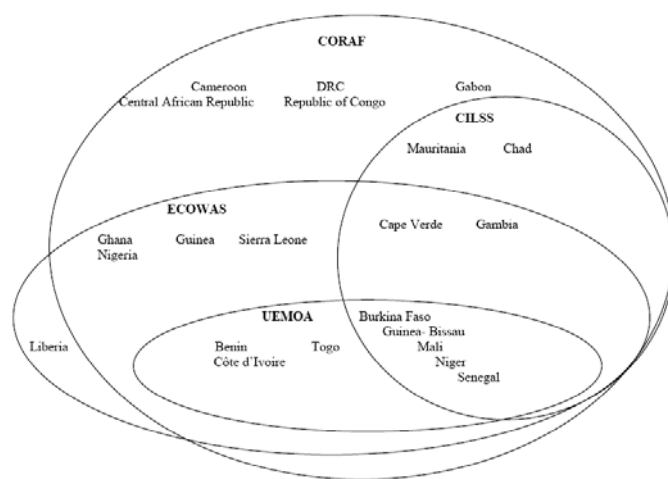 CORAF
Cameroon DRC Gabon
Central African Republic Republic of Congo
CILSS
Mauritania Chad
ECOWAS
Cape Verde Gambia
Ghana Guinea Sierra Leone
Nigeria
UEMOA Burkina Faso
Guinea- Bissau
Liberia Benin Togo Mali
Côte d’Ivoire Niger
Senegal